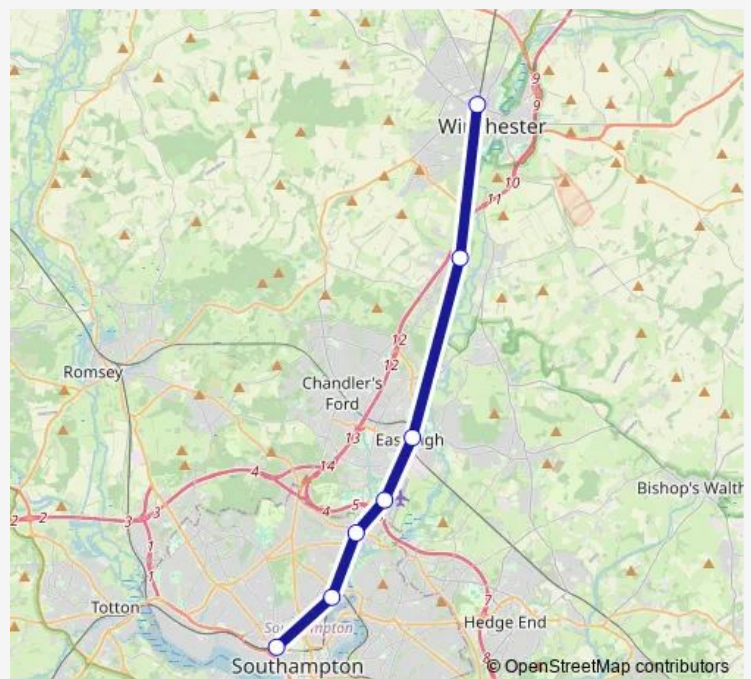 9
9
Winchester
10
11
12
12
Romsey
Chandler's
Ford
13
Eastleigh
14
4
5
4
Bishop's Walth
2
2
3
3
1
1
7
Totton
Hedge End
Southampton
Southampton
8
© OpenStreetMap contributors